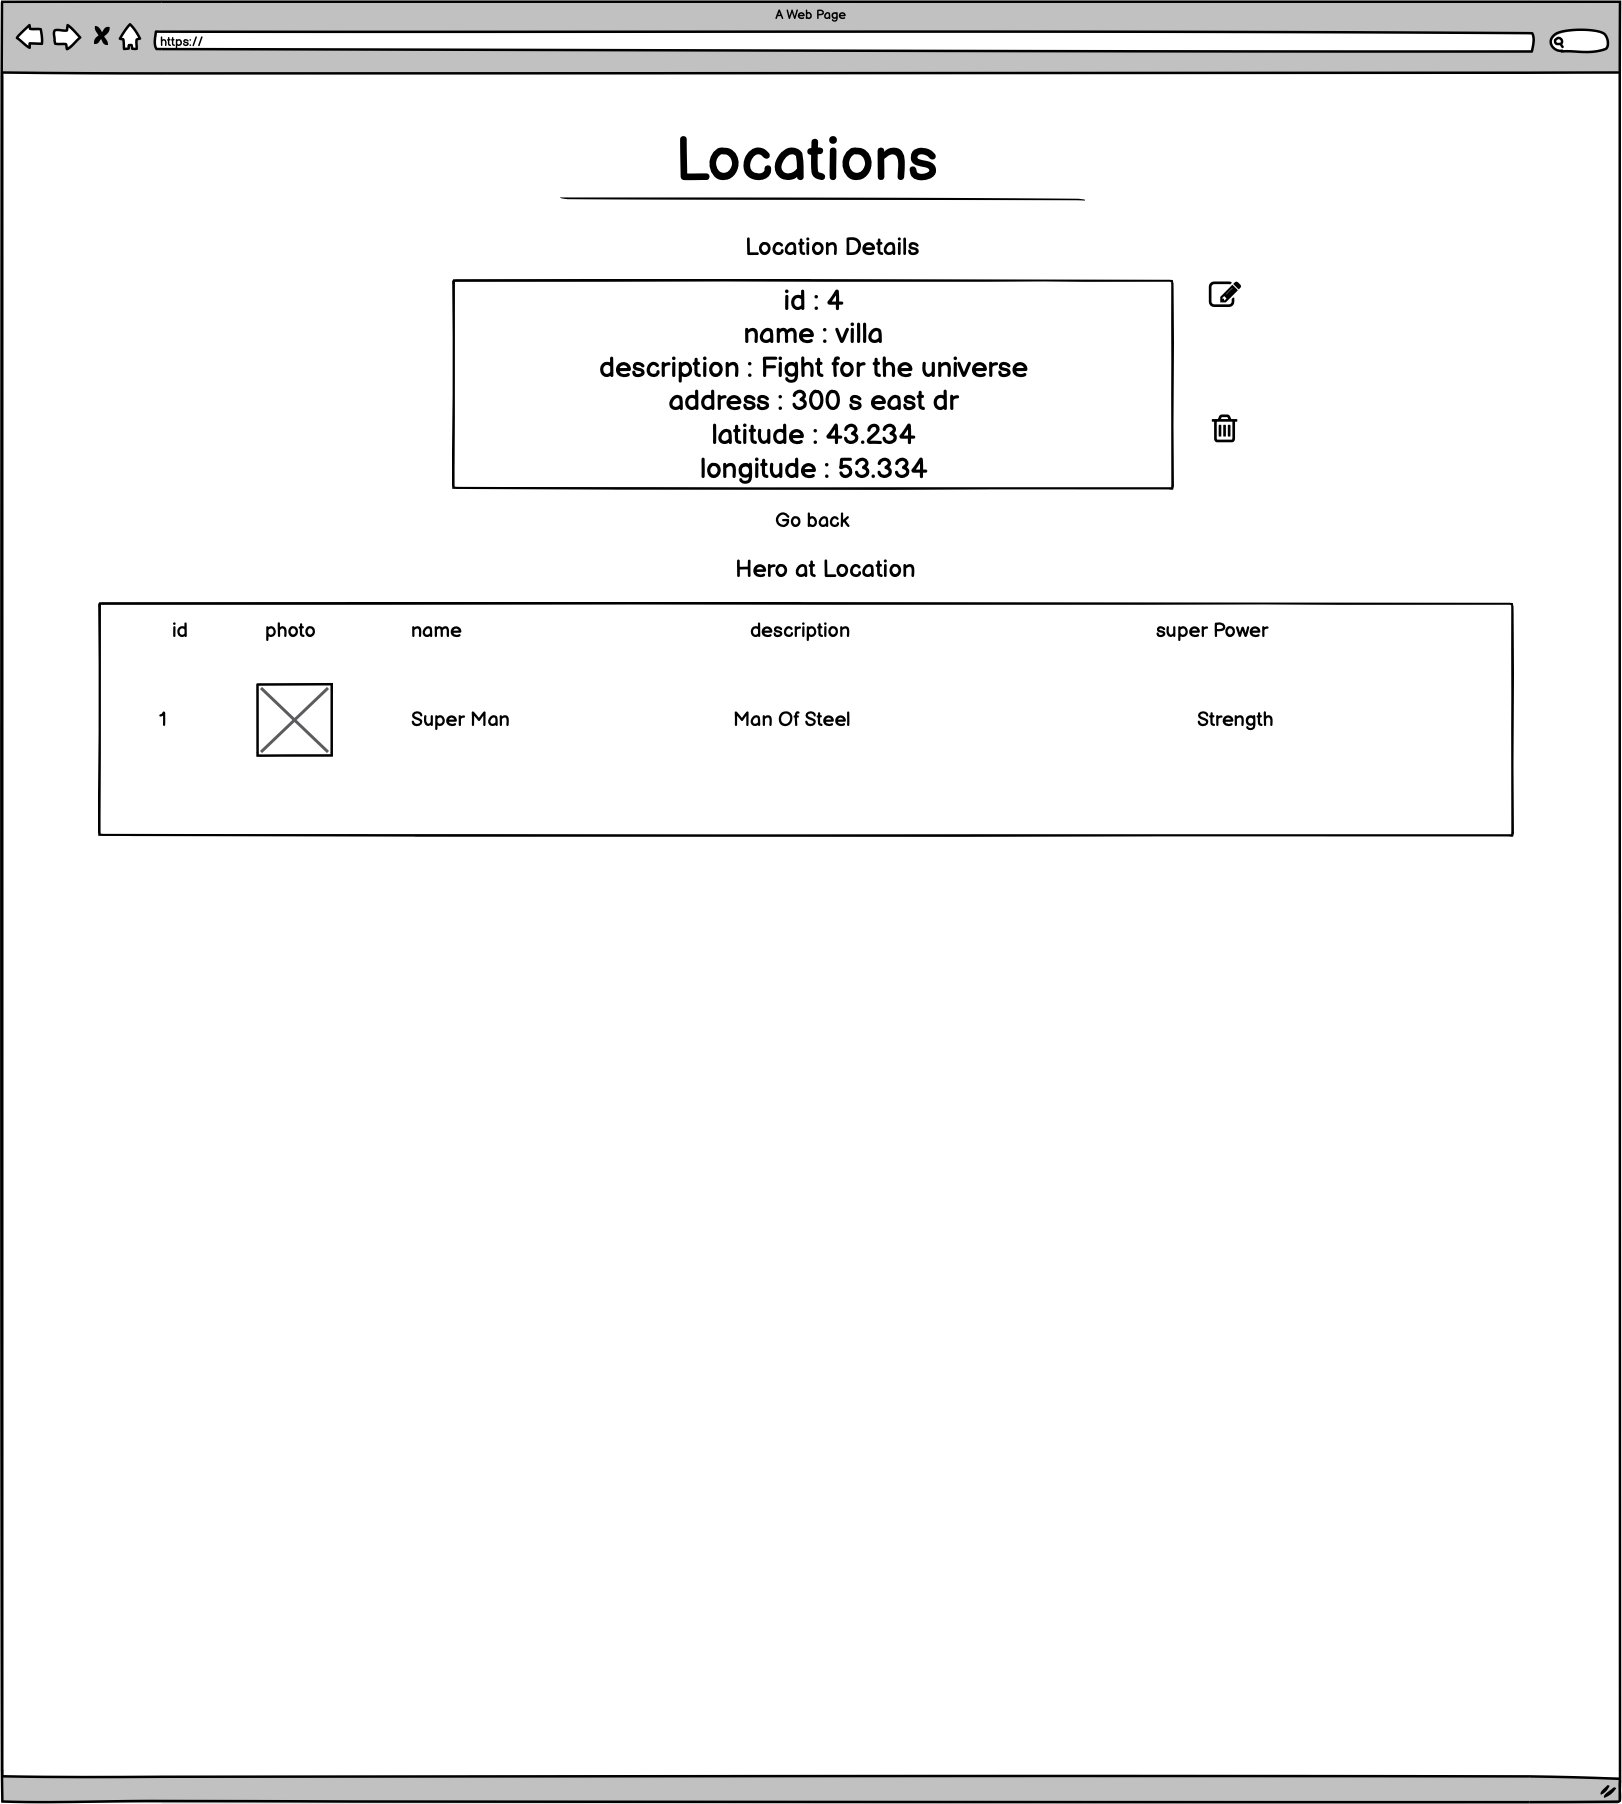 A Web Page
https://
Locations
Location Details
id : 4
name : villa
description : Fight for the universe
address : 300 s east dr
latitude : 43.234
longitude : 53.334
Go back
Hero at Location
id photo name description super Power
1 Super Man Man Of Steel Strength